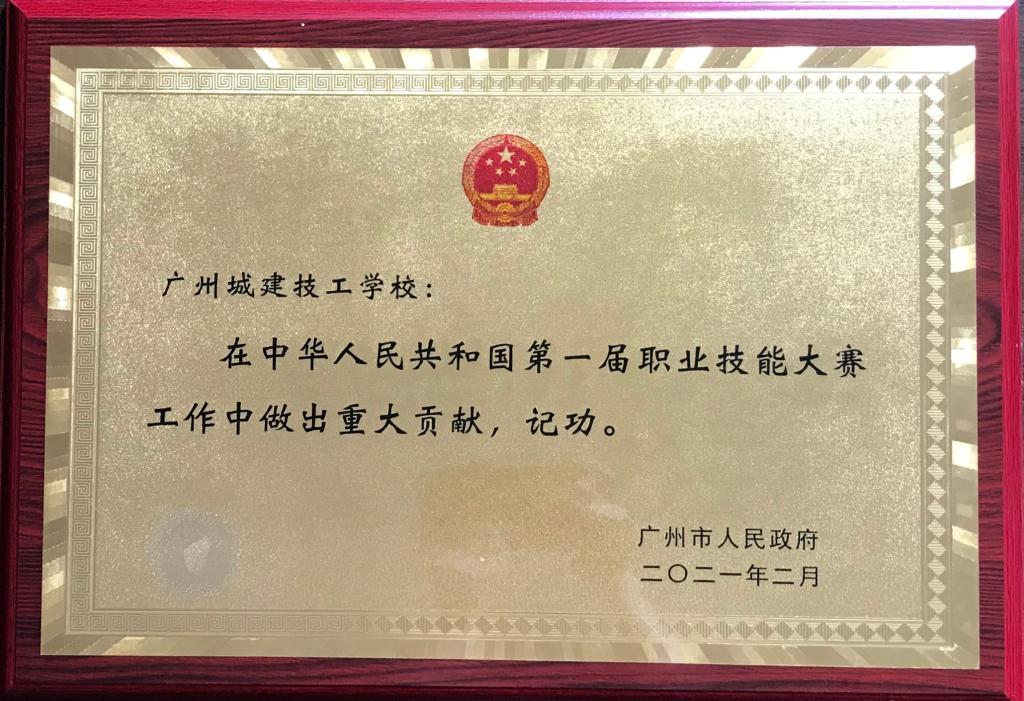 广州城建技工学校：
在中华人民共和国第一届职业技能大赛
工作中做出重大贡献，记功。
广州市人民政府
二〇二一年二月